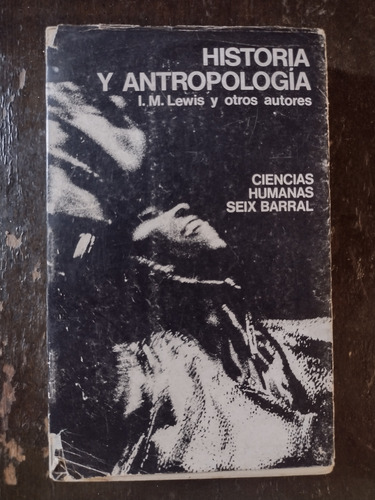 HISTORIA
Y ANTROPOLOGÍA
I. M. Lewis y otros autores
CIENCIAS
HUMANAS
SEIX BARRAL